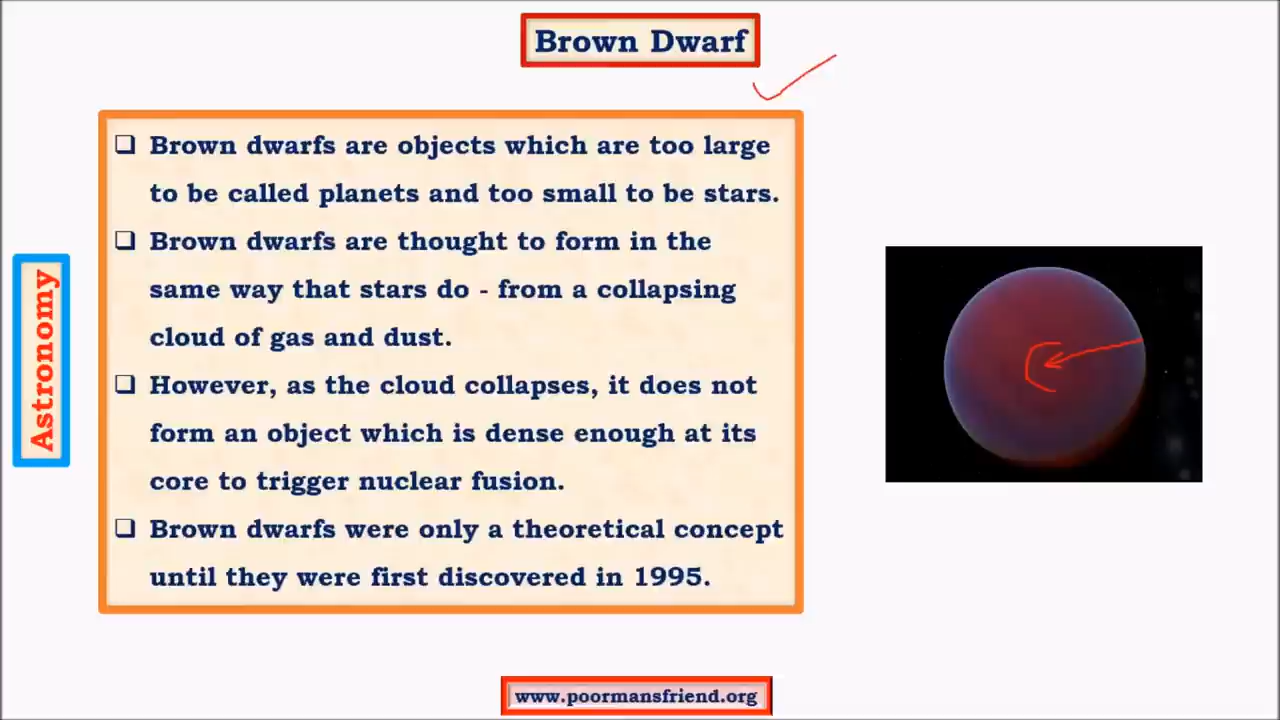 Brown Dwarf
❑ Brown dwarfs are objects which are too large
to be called planets and too small to be stars.
❑ Brown dwarfs are thought to form in the
same way that stars do - from a collapsing
cloud of gas and dust.
❑ However, as the cloud collapses, it does not
form an object which is dense enough at its
core to trigger nuclear fusion.
❑ Brown dwarfs were only a theoretical concept
until they were first discovered in 1995.
Astronomy
www.poormansfriend.org